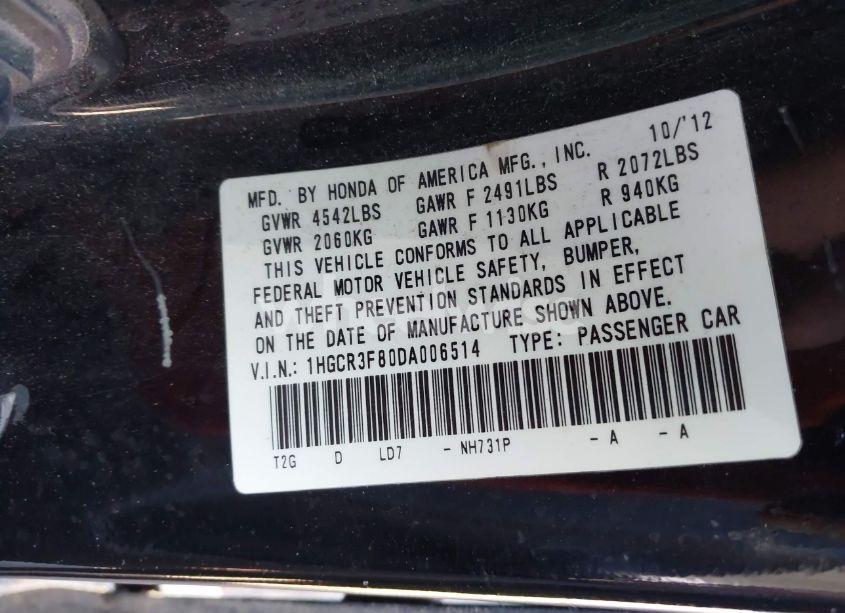 MFD. BY HONDA OF AMERICA MFG., INC. 10/'12
GVWR 4542LBS GAWR F 2491LBS R 2072LBS
GVWR 2060KG GAWR F 1130KG R 940KG
THIS VEHICLE CONFORMS TO ALL APPLICABLE
FEDERAL MOTOR VEHICLE SAFETY, BUMPER,
AND THEFT PREVENTION STANDARDS IN EFFECT
ON THE DATE OF MANUFACTURE SHOWN ABOVE.
V.I.N.: 1HGCR3F80DA006514 TYPE: PASSENGER CAR
T2G D LD7 - NH731P - A - A